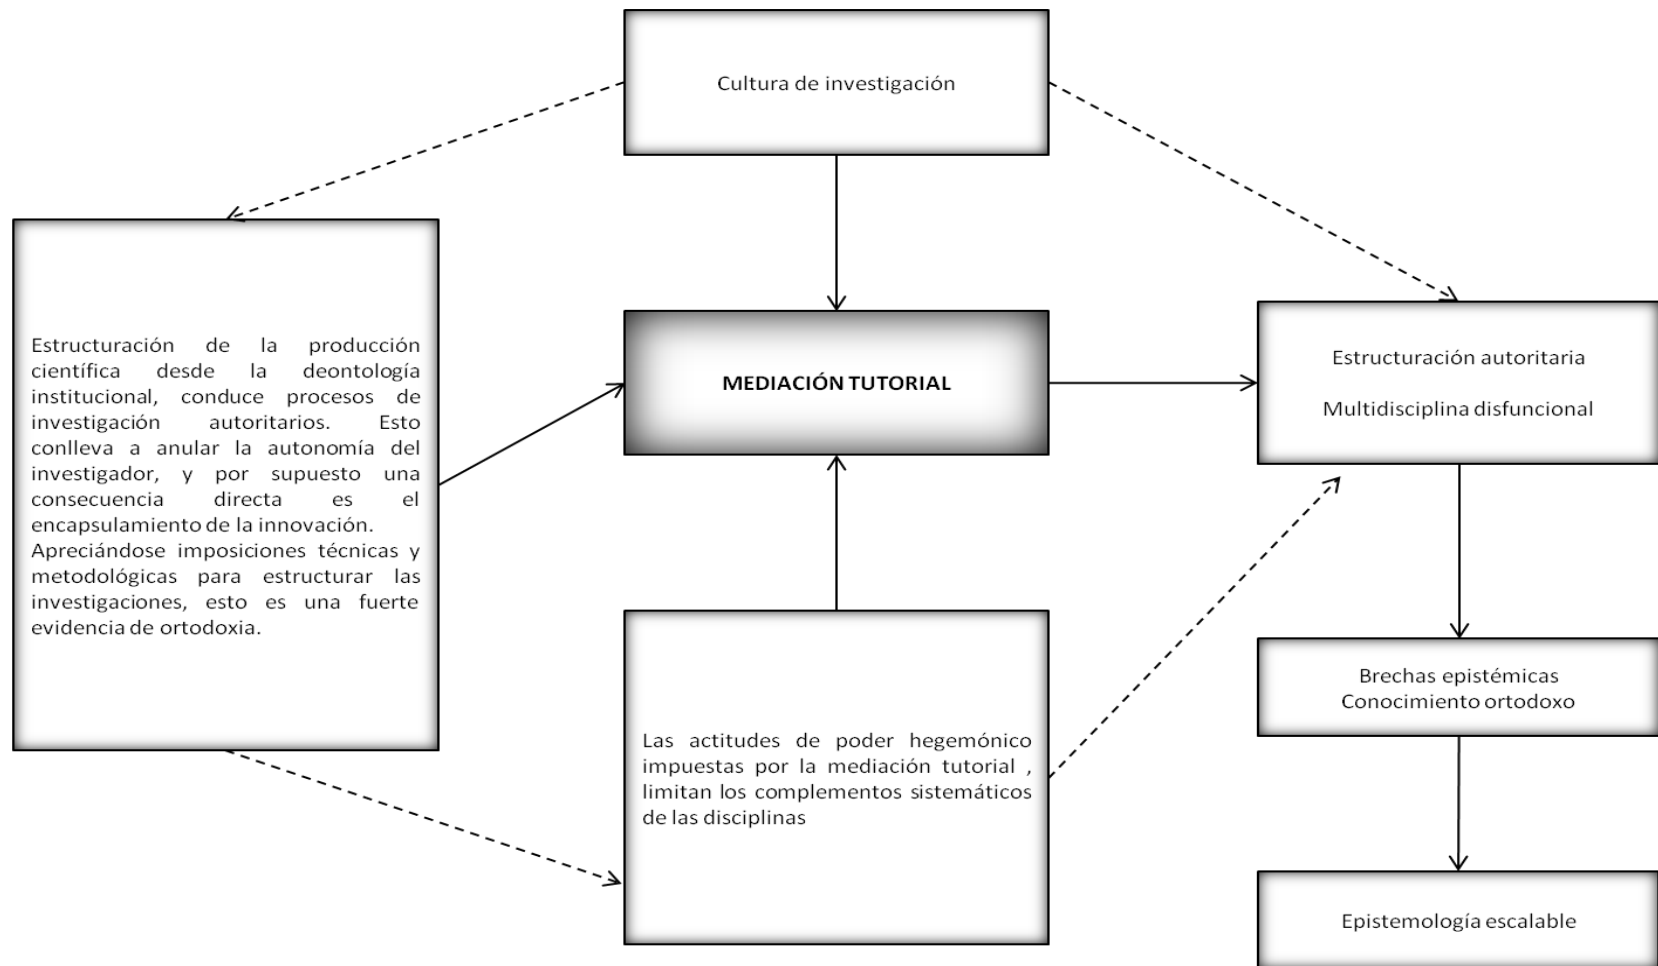 Cultura de investigación
Estructuración de la producción
científica desde la deontología
institucional, conduce procesos de
investigación autoritarios. Esto
conlleva a anular la autonomía del
investigador, y por supuesto una
consecuencia directa es el
encapsulamiento de la innovación.
Apreciándose imposiciones técnicas y
metodológicas para estructurar las
investigaciones, esto es una fuerte
evidencia de ortodoxia.
MEDIACIÓN TUTORIAL
Las actitudes de poder hegemónico
impuestas por la mediación tutorial ,
limitan los complementos sistemáticos
de las disciplinas
Estructuración autoritaria
Multidisciplina disfuncional
Brechas epistémicas
Conocimiento ortodoxo
Epistemología escalable